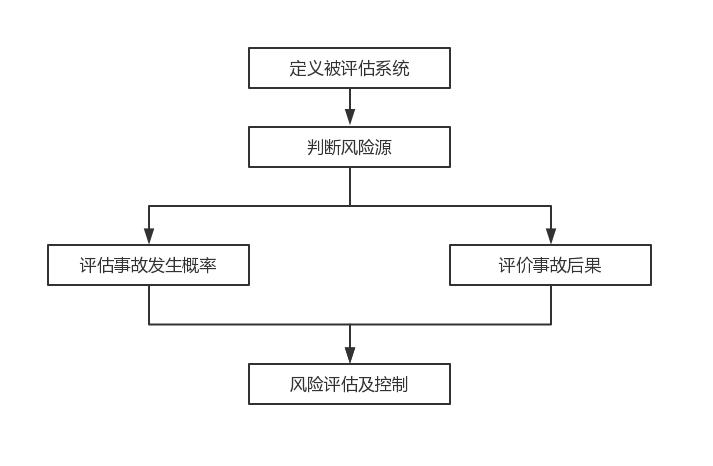 定义被评估系统
判断风险源
评估事故发生概率
评价事故后果
风险评估及控制